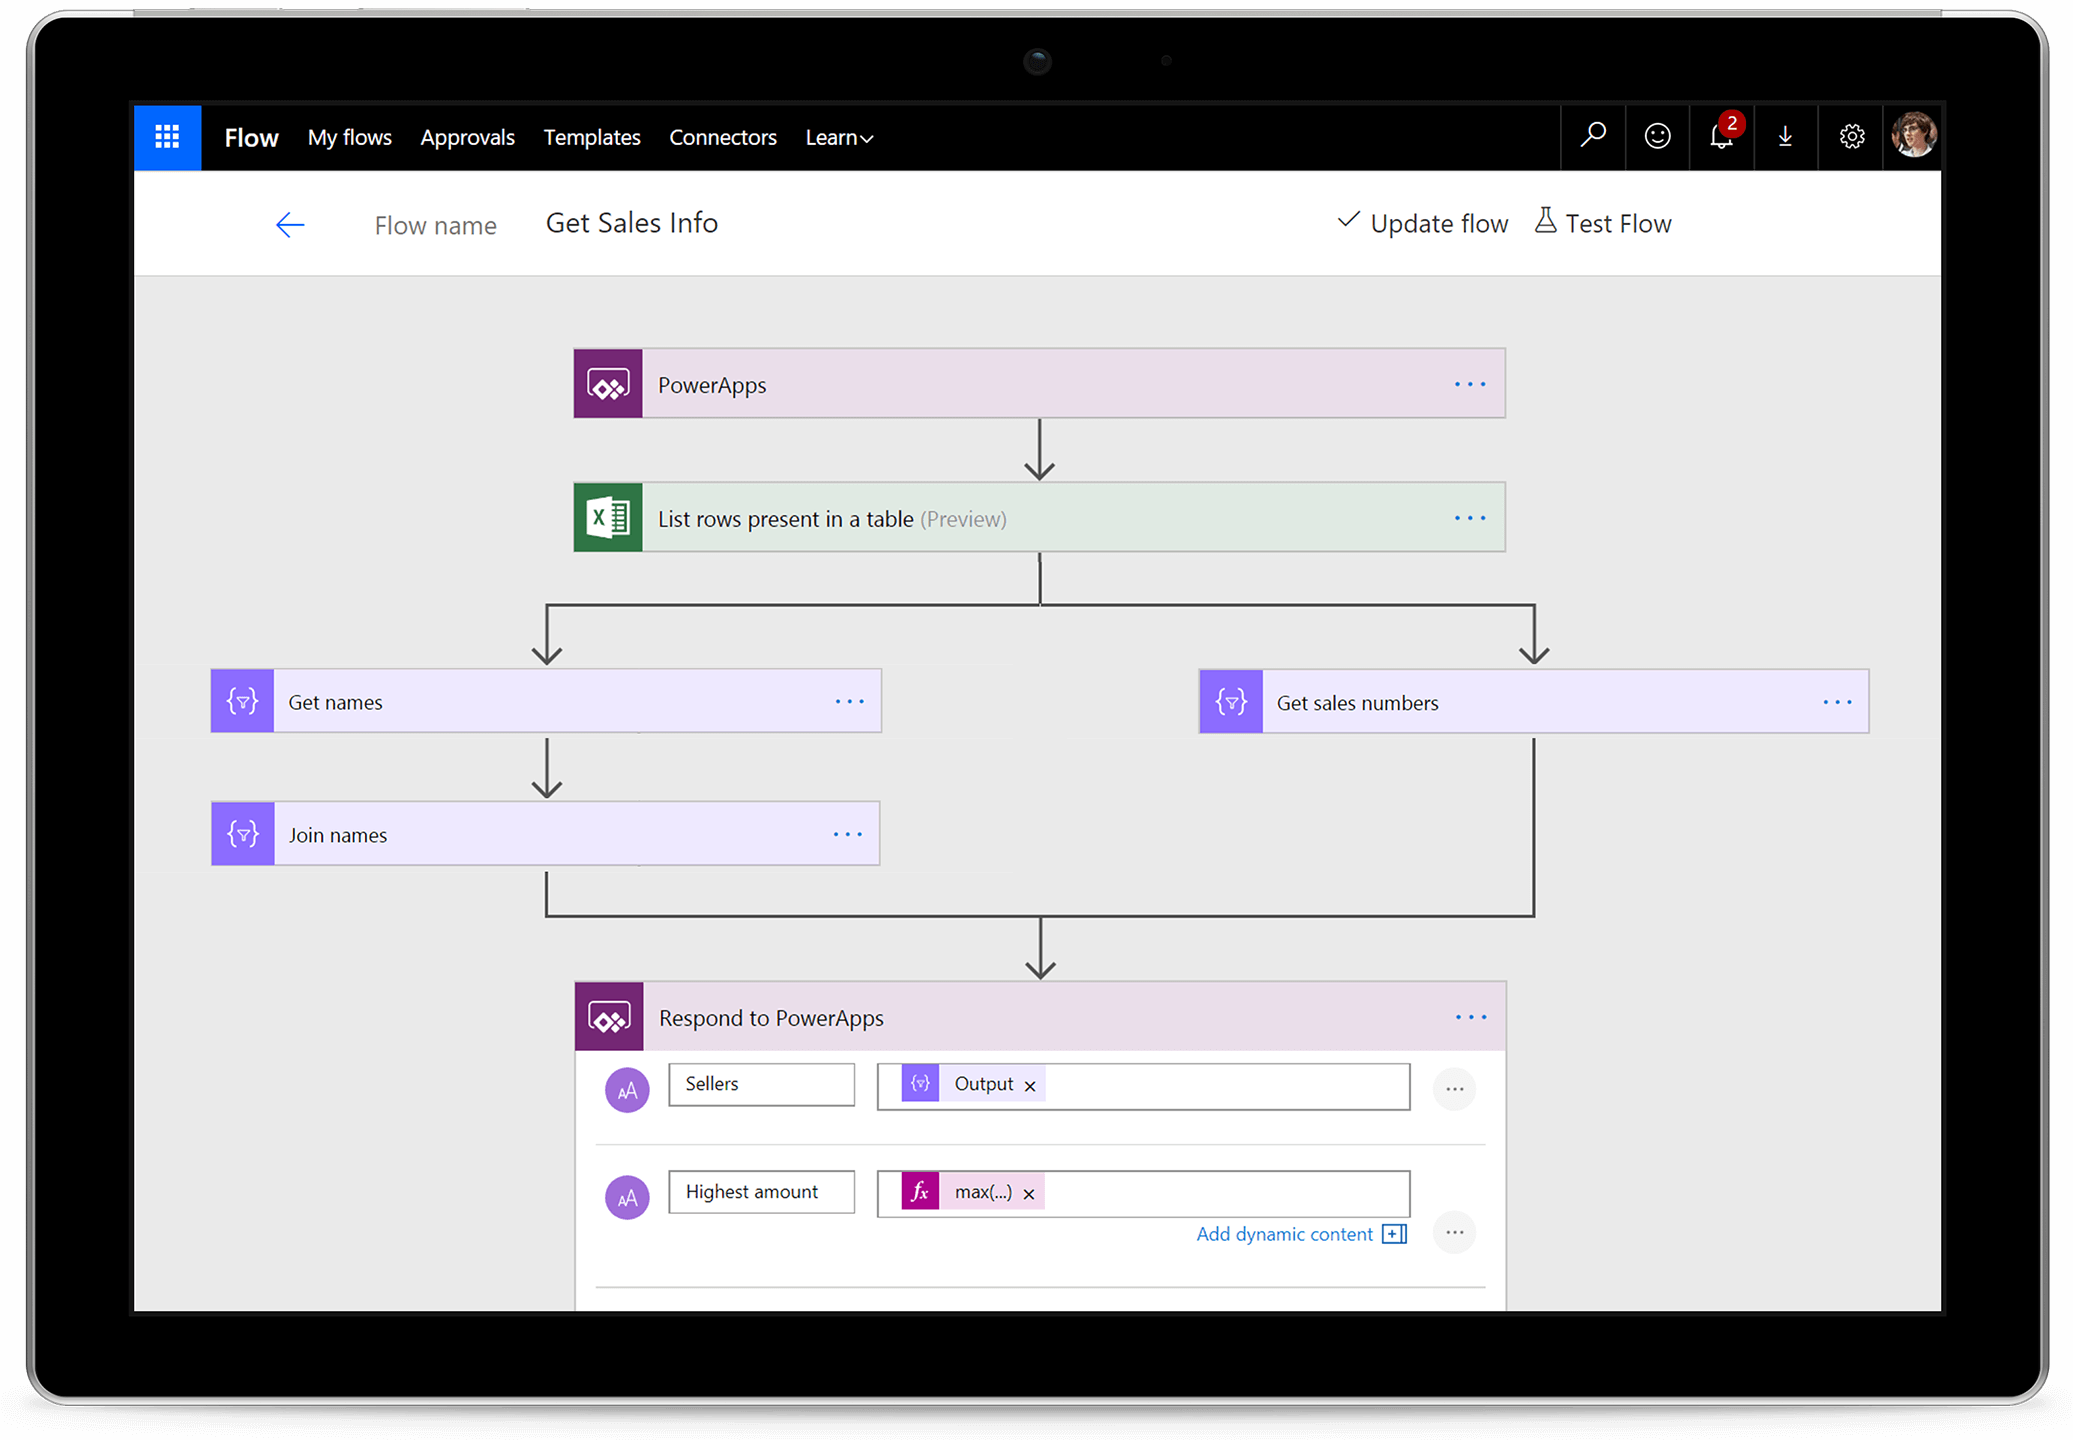 Flow My flows Approvals Templates Connectors Learn 2
Flow name Get Sales Info Update flow Test Flow
PowerApps
List rows present in a table (Preview)
Get names
Get sales numbers
Join names
Respond to PowerApps
Sellers Output ×
Highest amount fx max(...) ×
Add dynamic content